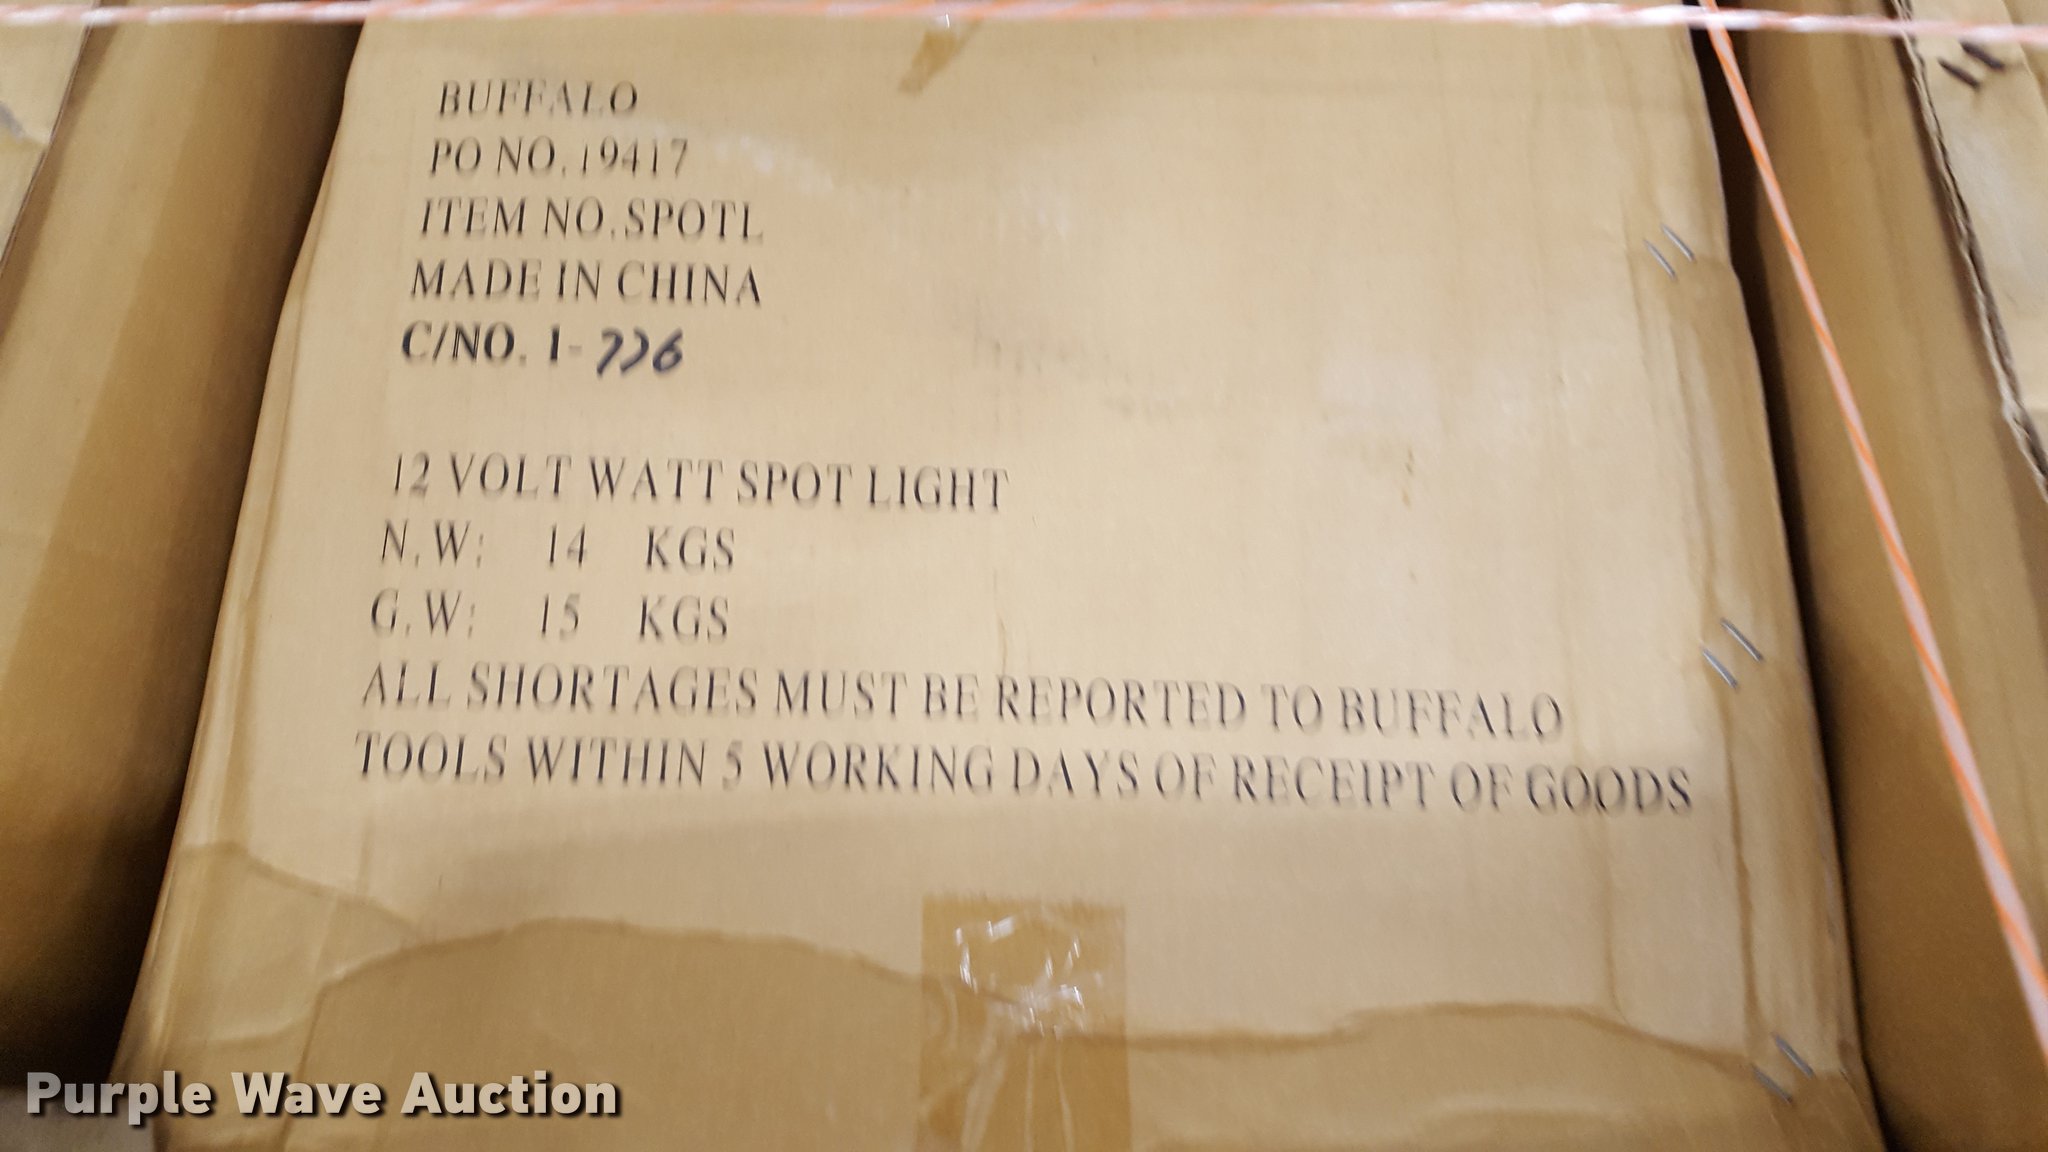 BUFFALO
PO NO.19417
ITEM NO.SPOTL
MADE IN CHINA
C/NO. 1-776
12 VOLT WATT SPOT LIGHT
N.W: 14 KGS
G.W: 15 KGS
ALL SHORTAGES MUST BE REPORTED TO BUFFALO
TOOLS WITHIN 5 WORKING DAYS OF RECEIPT OF GOODS
Purple Wave Auction